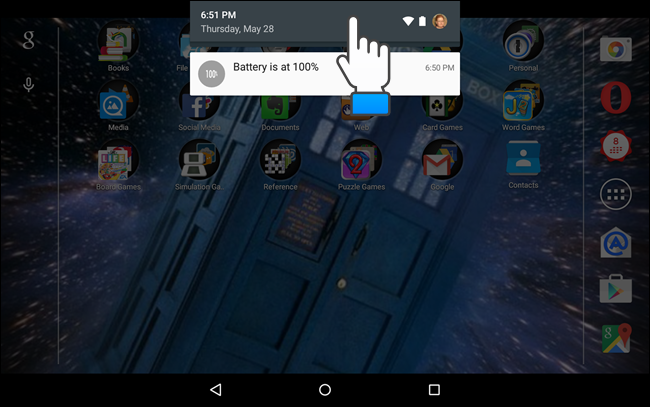 6:51 PM
Thursday, May 28
100%
Battery is at 100%
6:50 PM
g
Books
File
Personal
Media
Social Media
Documents
Web
Card Games
Word Games
8
Board Games
Simulation Ga..
Reference
Puzzle Games
Google
Contacts
BOX